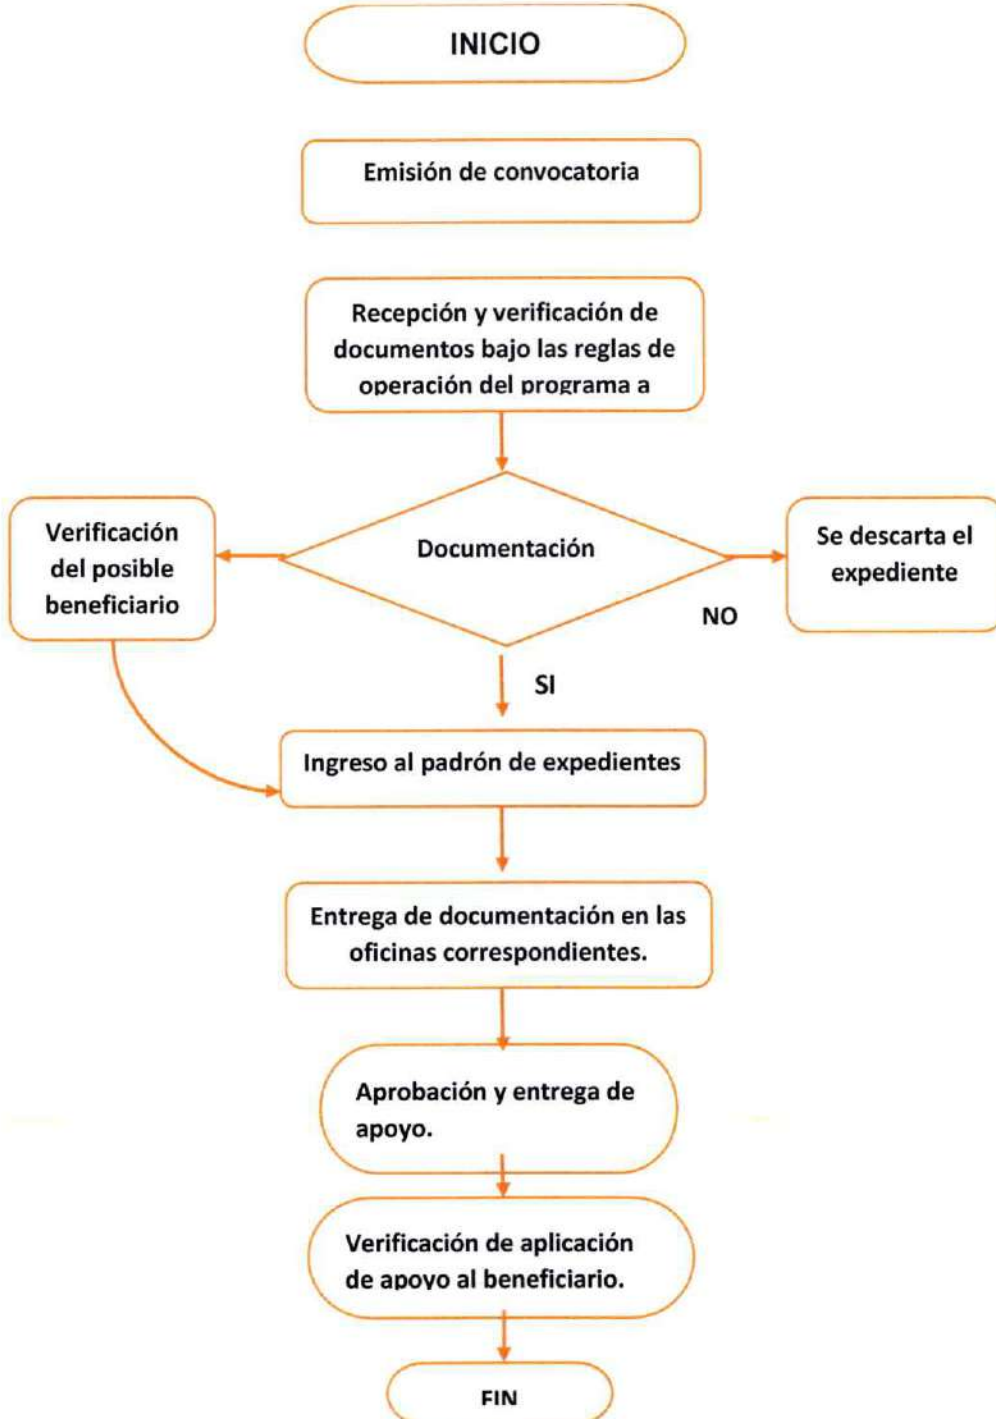 INICIO
Emisión de convocatoria
Recepción y verificación de
documentos bajo las reglas de
operación del programa a
Verificación
del posible
beneficiario
Documentación
Se descarta el
expediente
NO
SI
Ingreso al padrón de expedientes
Entrega de documentación en las
oficinas correspondientes.
Aprobación y entrega de
apoyo.
Verificación de aplicación
de apoyo al beneficiario.
FIN